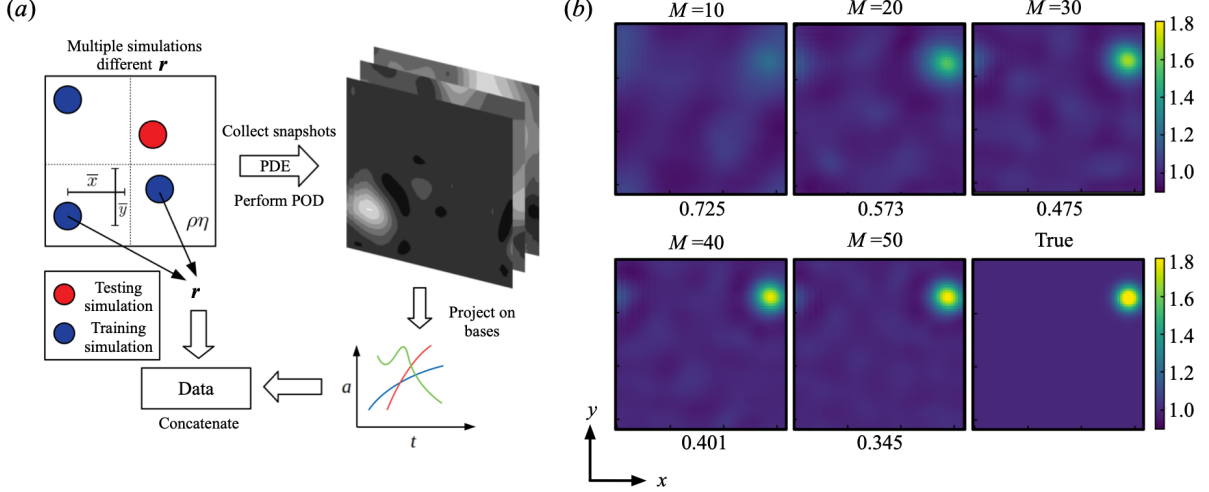 (a)
Multiple simulations
different r
x̅
y̅
ρη
r
Testing
simulation
Training
simulation
Collect snapshots
PDE
Perform POD
Project on
bases
a
t
Data
Concatenate
(b)
M =10
M =20
M =30
1.8
1.6
1.4
1.2
1.0
0.725
0.573
0.475
M =40
M =50
True
1.8
1.6
1.4
1.2
1.0
0.401
0.345
y
x